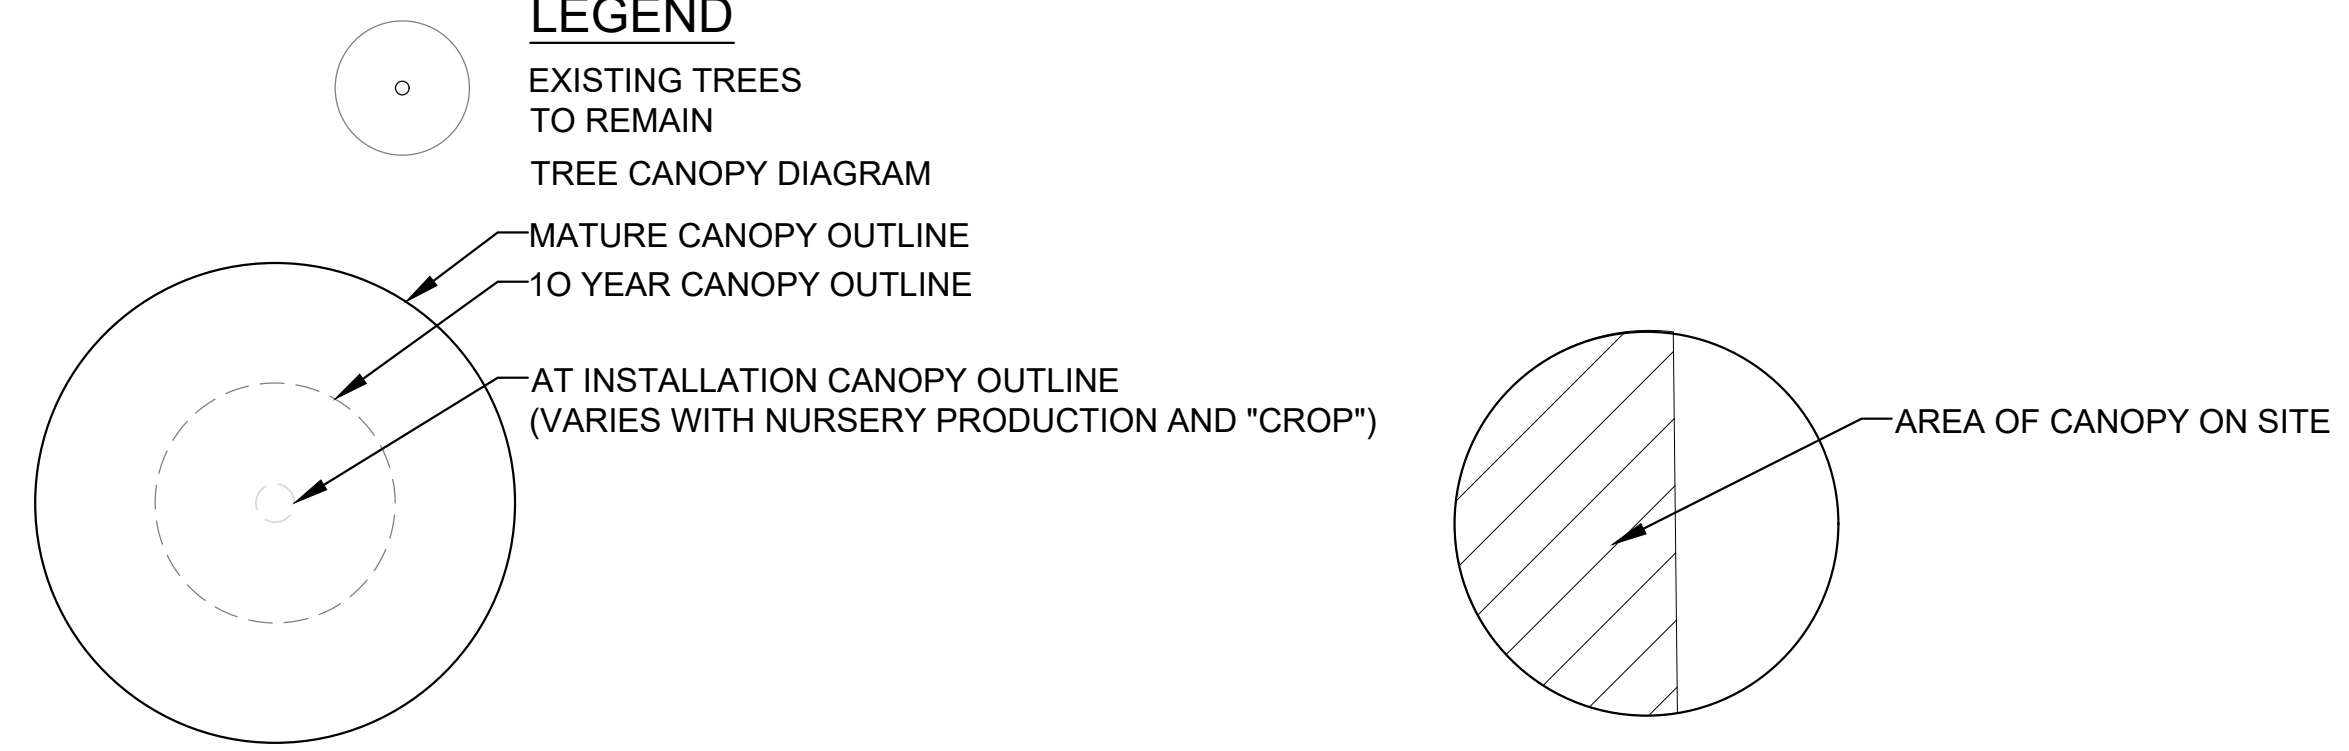 LEGEND
EXISTING TREES
TO REMAIN
TREE CANOPY DIAGRAM
MATURE CANOPY OUTLINE
1O YEAR CANOPY OUTLINE
AT INSTALLATION CANOPY OUTLINE
(VARIES WITH NURSERY PRODUCTION AND "CROP")
AREA OF CANOPY ON SITE